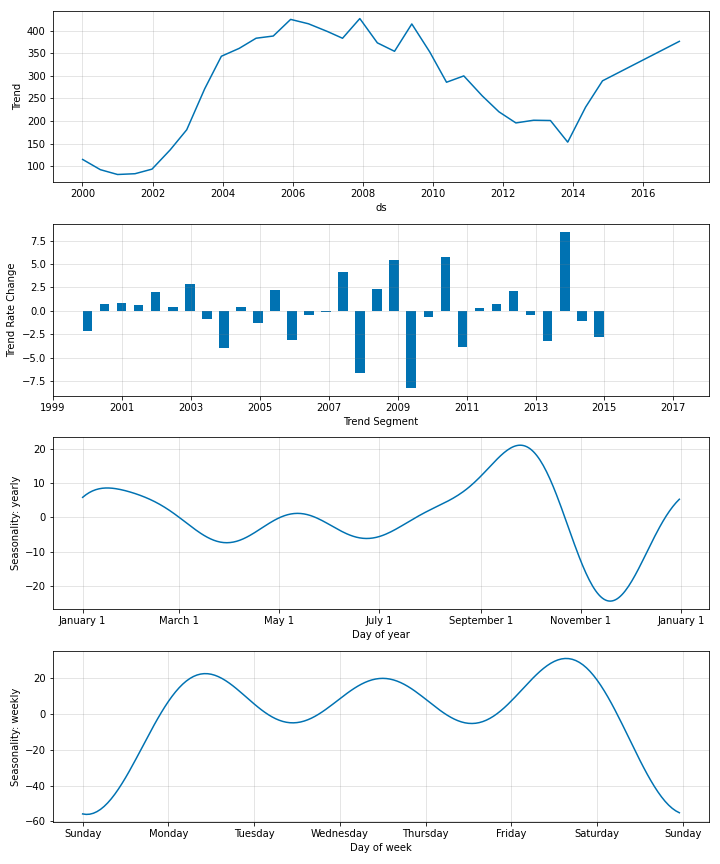 400
350
300
250
200
150
100
Trend
2000 2002 2004 2006 2008 2010 2012 2014 2016
ds
7.5
5.0
2.5
0.0
−2.5
−5.0
−7.5
Trend Rate Change
1999 2001 2003 2005 2007 2009 2011 2013 2015 2017
Trend Segment
20
10
0
−10
−20
Seasonality: yearly
January 1 March 1 May 1 July 1 September 1 November 1 January 1
Day of year
20
0
−20
−40
−60
Seasonality: weekly
Sunday Monday Tuesday Wednesday Thursday Friday Saturday Sunday
Day of week